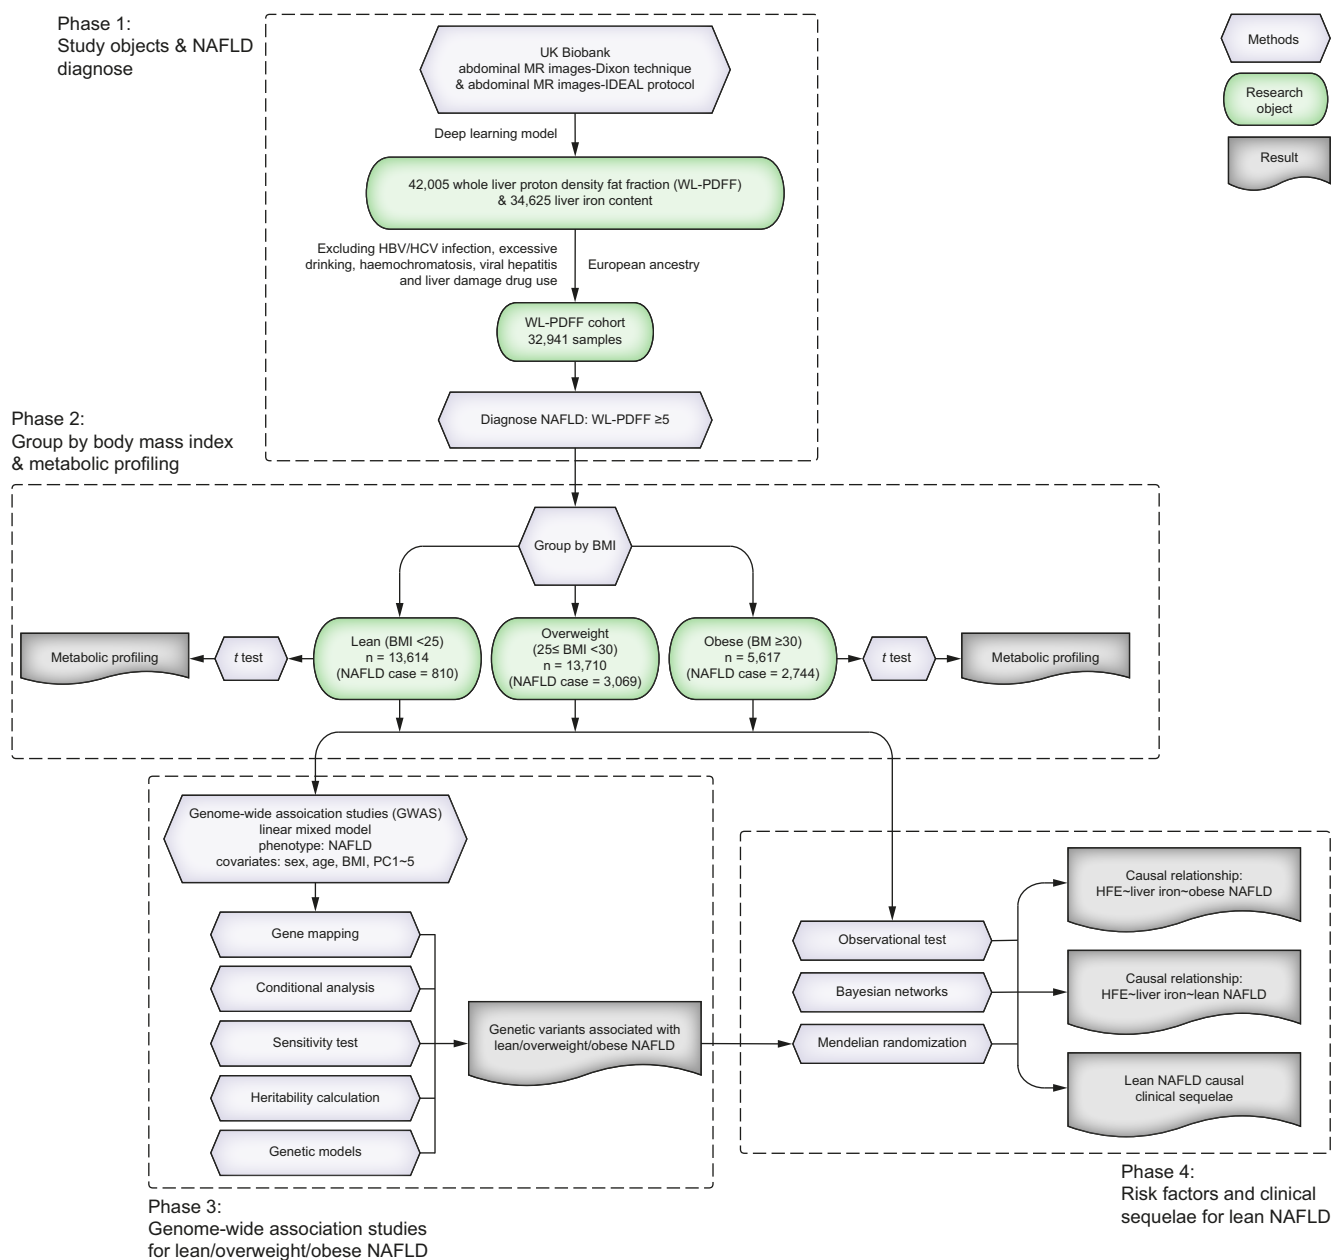 Phase 1:
Study objects & NAFLD
diagnose
UK Biobank
abdominal MR images-Dixon technique
& abdominal MR images-IDEAL protocol
Methods
Research
object
Result
Deep learning model
42,005 whole liver proton density fat fraction (WL-PDFF)
& 34,625 liver iron content
Excluding HBV/HCV infection, excessive
drinking, haemochromatosis, viral hepatitis
and liver damage drug use
European ancestry
WL-PDFF cohort
32,941 samples
Diagnose NAFLD: WL-PDFF ≥5
Phase 2:
Group by body mass index
& metabolic profiling
Group by BMI
Metabolic profiling
t test
Lean (BMI <25)
n = 13,614
(NAFLD case = 810)
Overweight
(25≤ BMI <30)
n = 13,710
(NAFLD case = 3,069)
Obese (BM ≥30)
n = 5,617
(NAFLD case = 2,744)
t test
Metabolic profiling
Genome-wide assoication studies (GWAS)
linear mixed model
phenotype: NAFLD
covariates: sex, age, BMI, PC1~5
Gene mapping
Conditional analysis
Sensitivity test
Heritability calculation
Genetic models
Genetic variants associated with
lean/overweight/obese NAFLD
Phase 3:
Genome-wide association studies
for lean/overweight/obese NAFLD
Observational test
Bayesian networks
Mendelian randomization
Causal relationship:
HFE~liver iron~obese NAFLD
Causal relationship:
HFE~liver iron~lean NAFLD
Lean NAFLD causal
clinical sequelae
Phase 4:
Risk factors and clinical
sequelae for lean NAFLD